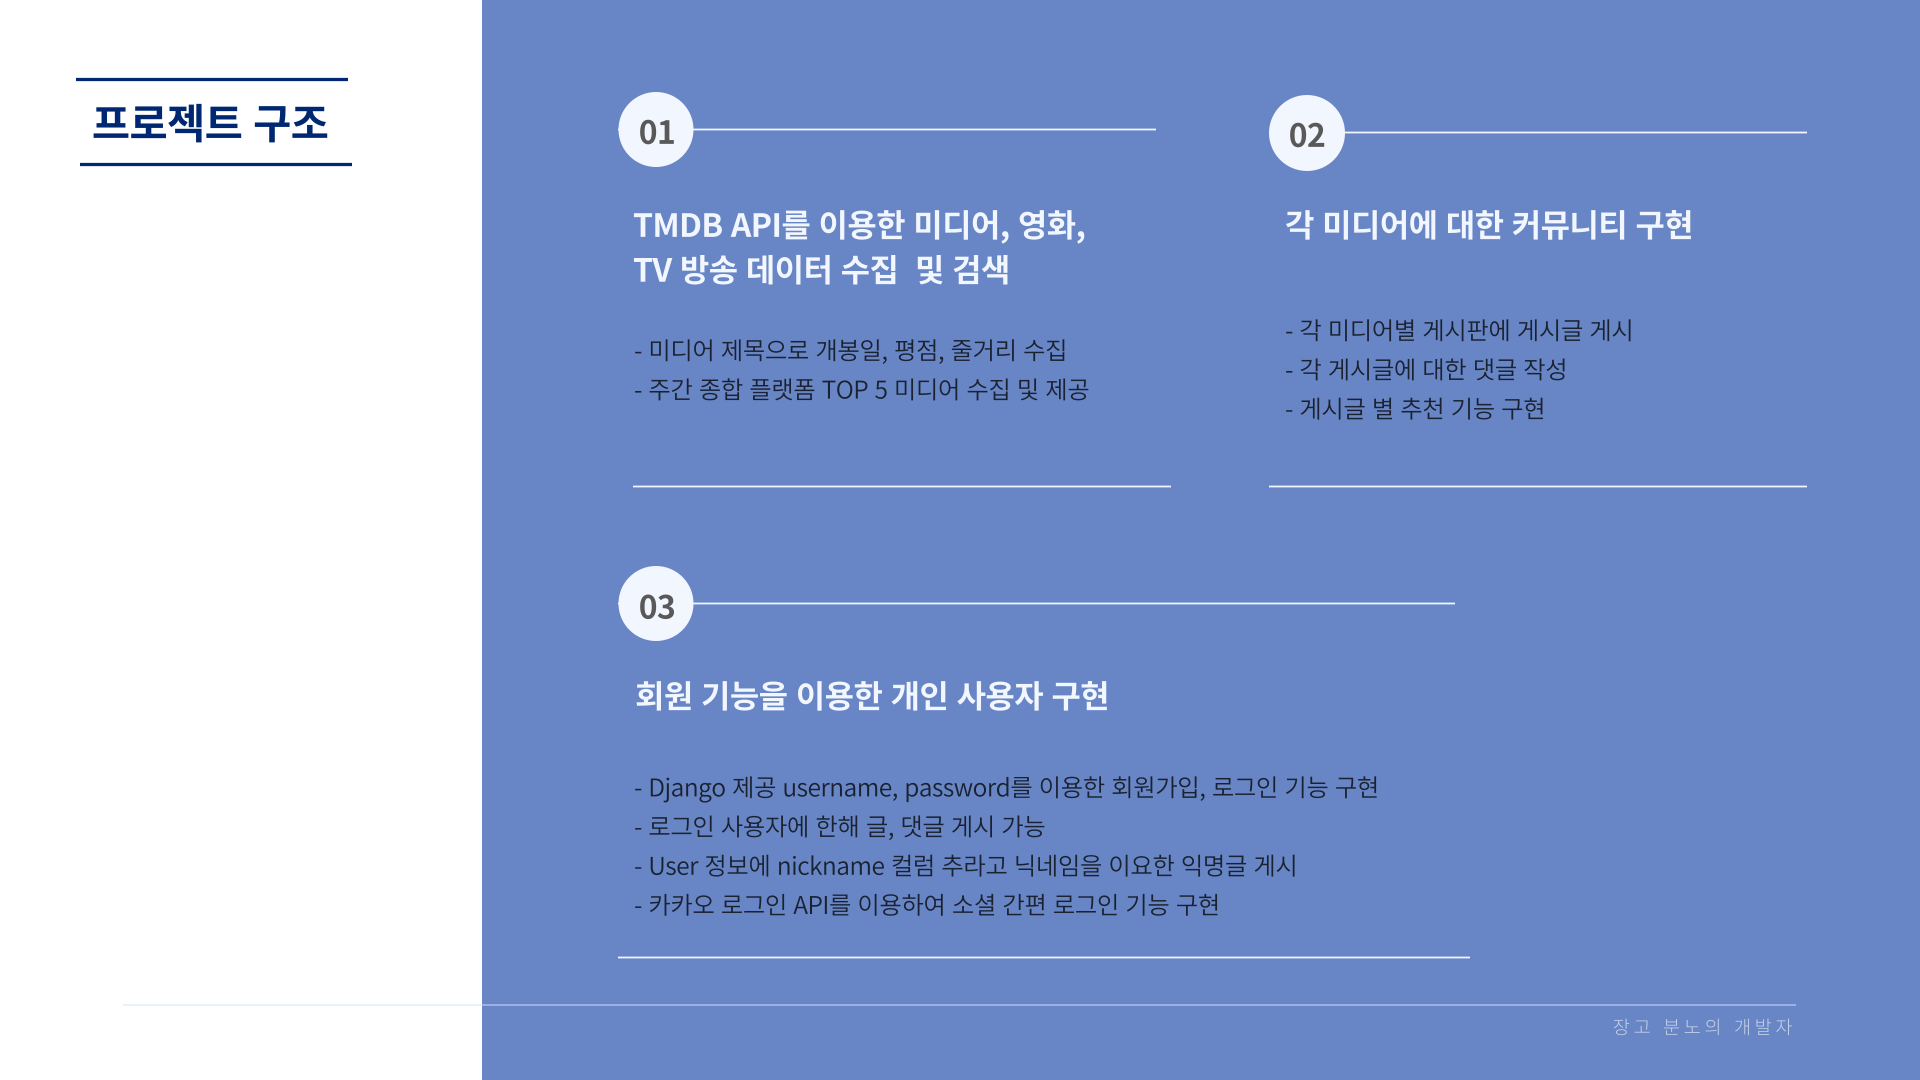 프로젝트 구조
01
TMDB API를 이용한 미디어, 영화,
TV 방송 데이터 수집 및 검색
- 미디어 제목으로 개봉일, 평점, 줄거리 수집
- 주간 종합 플랫폼 TOP 5 미디어 수집 및 제공
02
각 미디어에 대한 커뮤니티 구현
- 각 미디어별 게시판에 게시글 게시
- 각 게시글에 대한 댓글 작성
- 게시글 별 추천 기능 구현
03
회원 기능을 이용한 개인 사용자 구현
- Django 제공 username, password를 이용한 회원가입, 로그인 기능 구현
- 로그인 사용자에 한해 글, 댓글 게시 가능
- User 정보에 nickname 컬럼 추라고 닉네임을 이요한 익명글 게시
- 카카오 로그인 API를 이용하여 소셜 간편 로그인 기능 구현
장고 분노의 개발자